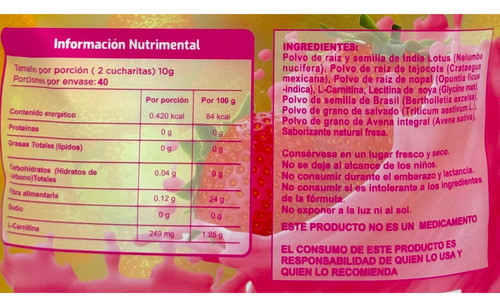 Información Nutrimental
Tamaño por porción ( 2 cucharitas) 10g
Porciones por envase: 40
Por porción Por 100 g
Contenido energético 0.420 kcal 84 kcal
Proteinas 0 g 0 g
Grasas Totales (lipidos) 0 g 0 g
Carbohidratos (Hidratos de
carbono)Totales 0.04 g 9 g
Fibra alimentaria 0.12 g 24 g
Sodio 0 g 0 g
L-Carnitina 249 mg 1.25 g
INGREDIENTES:
Polvo de raíz y semilla de India Lotus (Nelumbo
nucifera), Polvo de raiz de tejocote (Crataegus
mexicana), Polvo de raiz de nopal (Opuntia ficus
-indica), L-Carnitina, Lecitina de soya (Glycine max),
Polvo de semilla de Brasil (Bertholletia excelsa),
Polvo de grano de salvado (Triticum aestivum L.),
Polvo de grano de Avena integral (Avena sativa),
Saborizante natural fresa.
Consérvese en un lugar fresco y seco.
No se deje al alcance de los niños.
No consumir durante el embarazo y lactancia.
No consumir si es intolerante a los ingredientes
de la fórmula.
No exponer a la luz ni al sol.
ESTE PRODUCTO NO ES UN MEDICAMENTO
EL CONSUMO DE ESTE PRODUCTO ES
RESPONSABILIDAD DE QUIEN LO USA Y
QUIEN LO RECOMIENDA